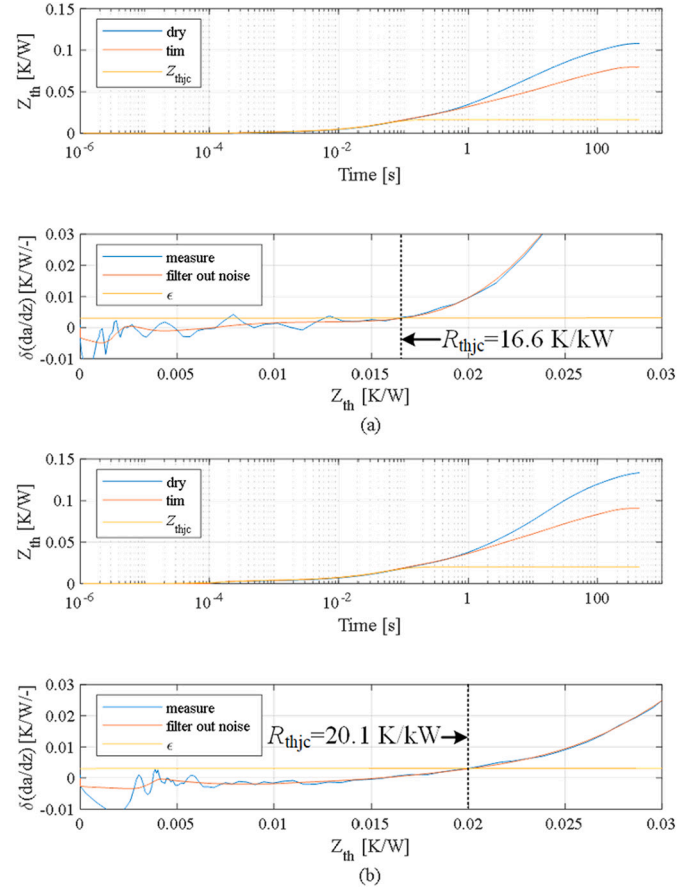 0.15
0.1
0.05
0
Z_th [K/W]
dry
tim
Z_thjc
10^-6 10^-4 10^-2 1 100
Time [s]
0.03
0.02
0.01
0
-0.01
δ(da/dz) [K/W/-]
measure
filter out noise
ϵ
R_thjc=16.6 K/kW
0 0.005 0.01 0.015 0.02 0.025 0.03
Z_th [K/W]
(a)
0.15
0.1
0.05
0
Z_th [K/W]
dry
tim
Z_thjc
10^-6 10^-4 10^-2 1 100
Time [s]
0.03
0.02
0.01
0
-0.01
δ(da/dz) [K/W/-]
measure
filter out noise
ϵ
R_thjc=20.1 K/kW
0 0.005 0.01 0.015 0.02 0.025 0.03
Z_th [K/W]
(b)